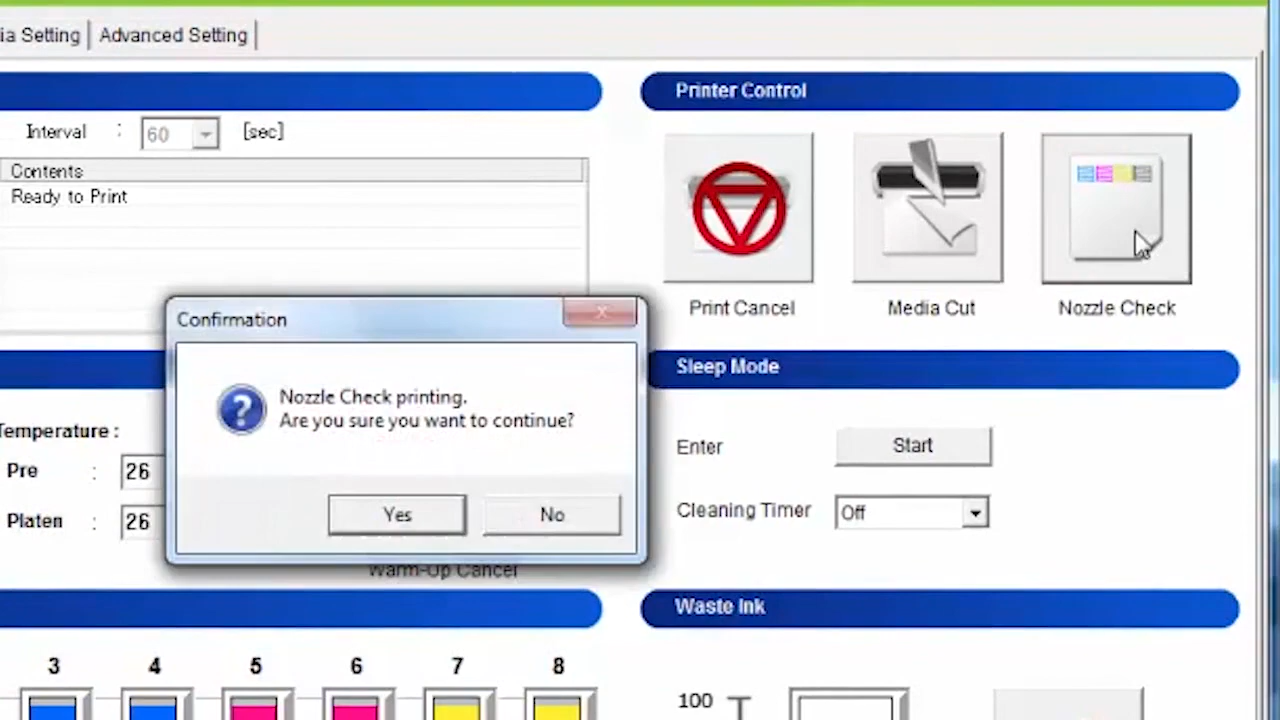 ia Setting
Advanced Setting
Interval : 60 [sec]
Contents
Ready to Print
Printer Control
Print Cancel
Media Cut
Nozzle Check
Confirmation
Nozzle Check printing.
Are you sure you want to continue?
Yes
No
Temperature :
Pre : 26
Platen : 26
Warm-Up Cancel
Sleep Mode
Enter
Start
Cleaning Timer
Off
Waste Ink
3 4 5 6 7 8
100